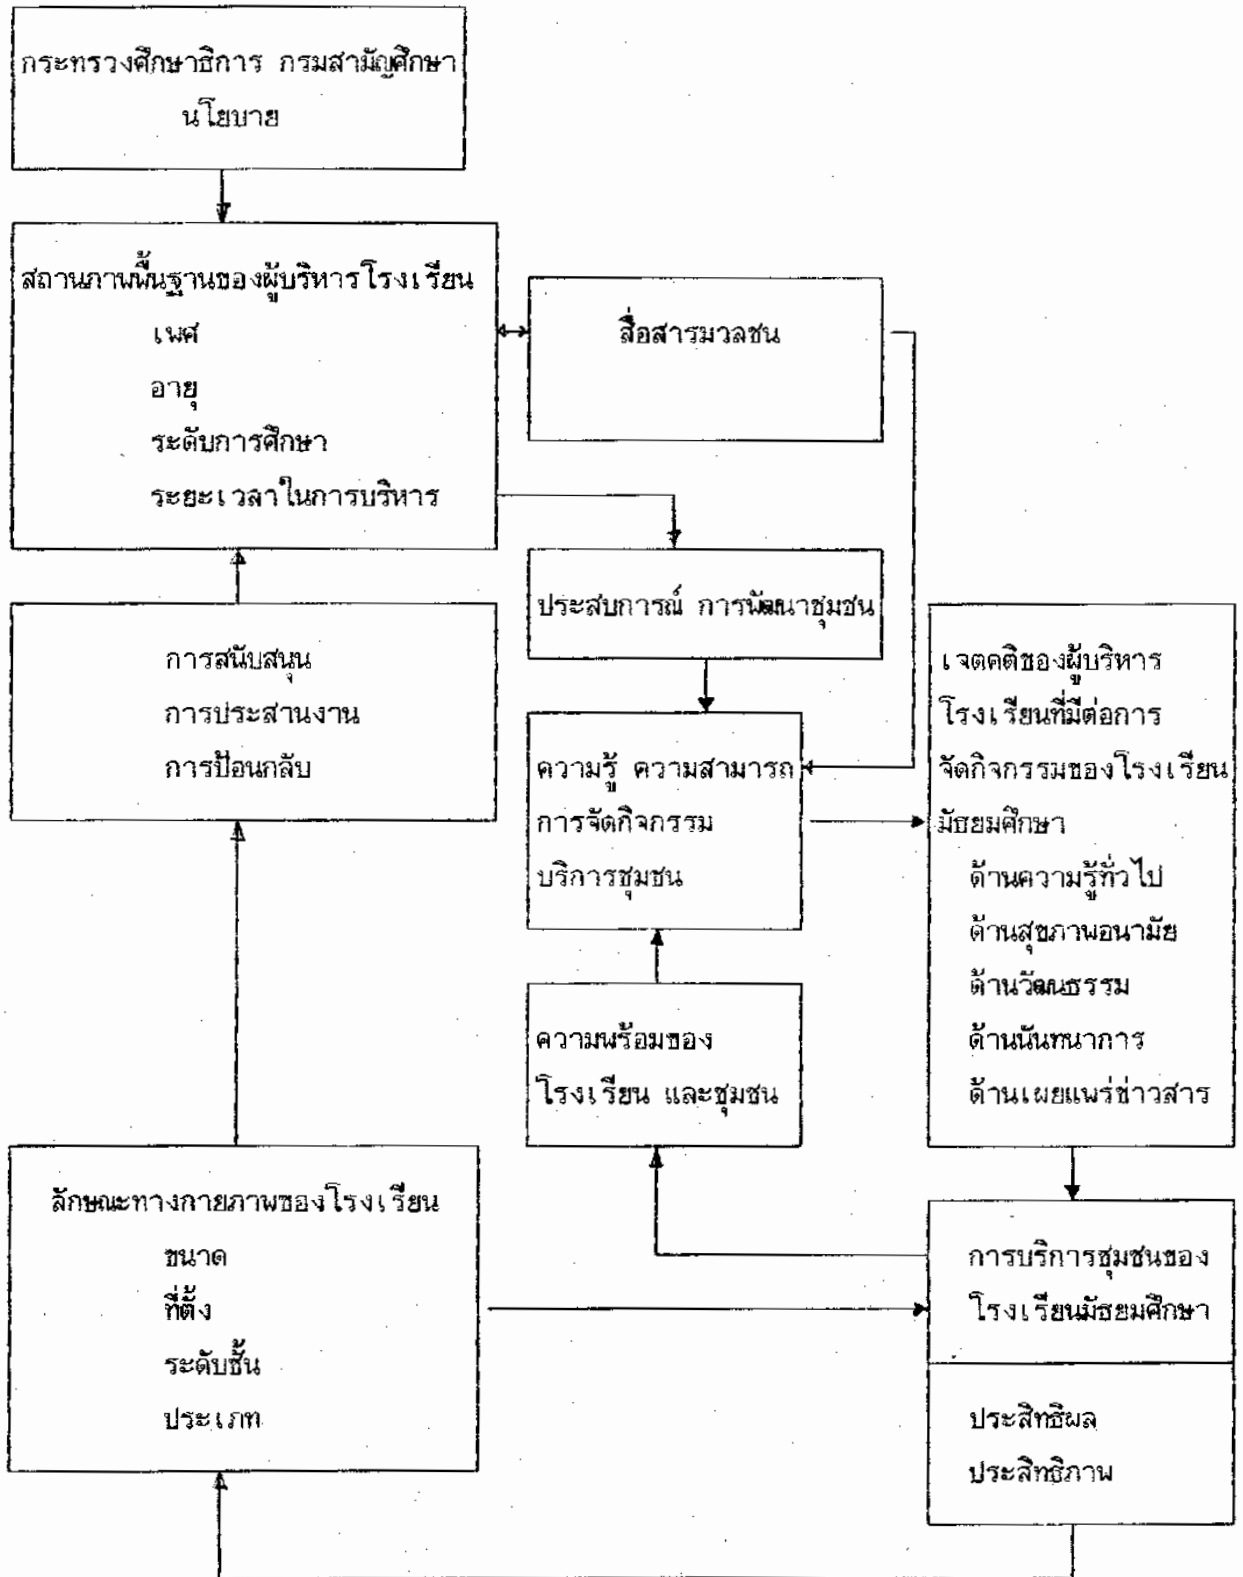 กระทรวงศึกษาธิการ กรมสามัญศึกษา
นโยบาย
สถานภาพพื้นฐานของผู้บริหารโรงเรียน
เพศ
อายุ
ระดับการศึกษา
ระยะเวลาในการบริหาร
สื่อสารมวลชน
ประสบการณ์ การพัฒนาชุมชน
การสนับสนุน
การประสานงาน
การป้อนกลับ
ความรู้ ความสามารถ
การจัดกิจกรรม
บริการชุมชน
เจตคติของผู้บริหาร
โรงเรียนที่มีต่อการ
จัดกิจกรรมของโรงเรียน
มัธยมศึกษา
ด้านความรู้ทั่วไป
ด้านสุขภาพอนามัย
ด้านวัฒนธรรม
ด้านนันทนาการ
ด้านเผยแพร่ข่าวสาร
ความพร้อมของ
โรงเรียน และชุมชน
ลักษณะทางกายภาพของโรงเรียน
ขนาด
ที่ตั้ง
ระดับชั้น
ประเภท
การบริการชุมชนของ
โรงเรียนมัธยมศึกษา
ประสิทธิผล
ประสิทธิภาพ